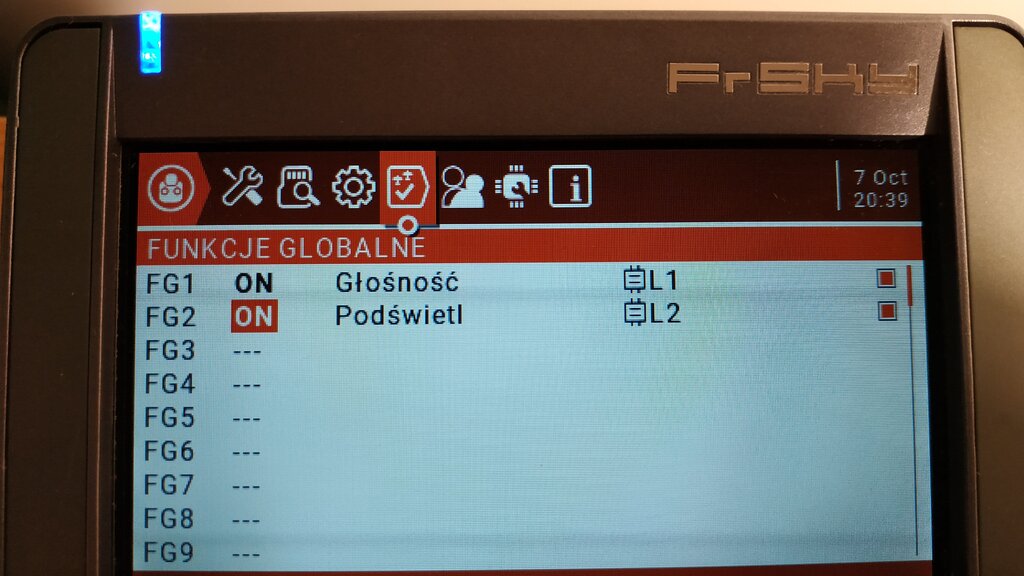 FrSky
7 Oct
20:39
FUNKCJE GLOBALNE
FG1 ON Głośność L1
FG2 ON Podświetl L2
FG3 ---
FG4 ---
FG5 ---
FG6 ---
FG7 ---
FG8 ---
FG9 ---